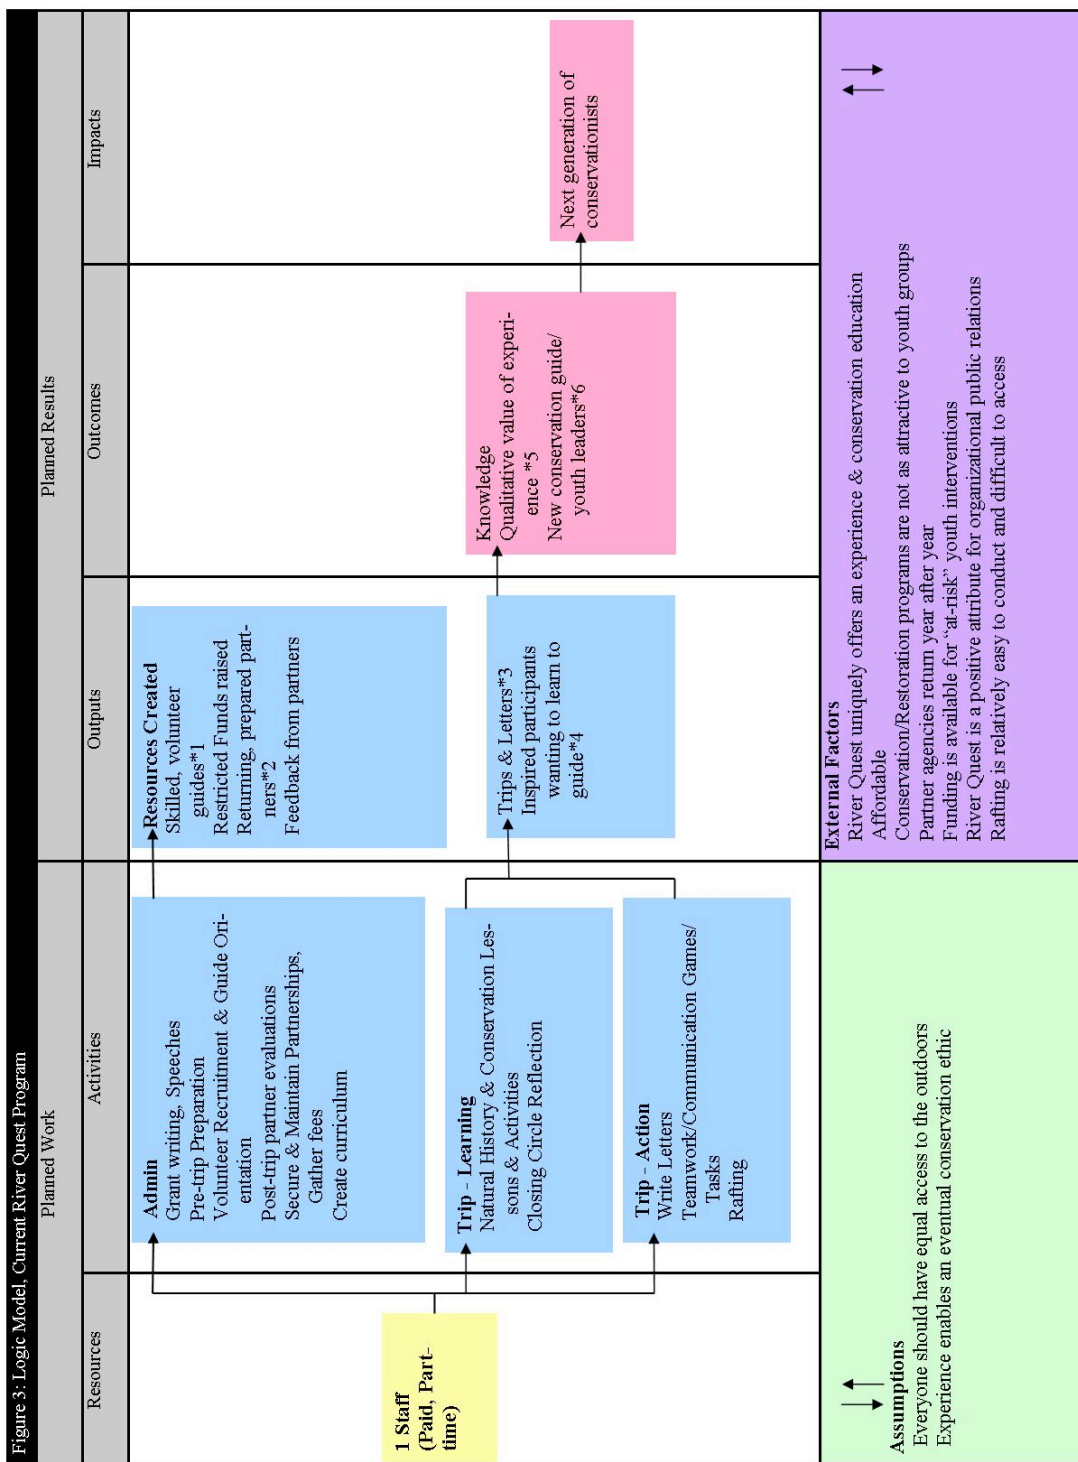 Figure 3: Logic Model, Current River Quest Program
Planned Work
Planned Results
Resources
Activities
Outputs
Outcomes
Impacts
1 Staff
(Paid, Part-
time)
Admin
Grant writing, Speeches
Pre-trip Preparation
Volunteer Recruitment & Guide Ori-
entation
Post-trip partner evaluations
Secure & Maintain Partnerships,
Gather fees
Create curriculum
Trip - Learning
Natural History & Conservation Les-
sons & Activities
Closing Circle Reflection
Trip - Action
Write Letters
Teamwork/Communication Games/
Tasks
Rafting
Resources Created
Skilled, volunteer
guides*1
Restricted Funds raised
Returning, prepared part-
ners*2
Feedback from partners
Trips & Letters*3
Inspired participants
wanting to learn to
guide*4
Knowledge
Qualitative value of experi-
ence *5
New conservation guide/
youth leaders*6
Next generation of
conservationists
Assumptions
Everyone should have equal access to the outdoors
Experience enables an eventual conservation ethic
External Factors
River Quest uniquely offers an experience & conservation education
Affordable
Conservation/Restoration programs are not as attractive to youth groups
Partner agencies return year after year
Funding is available for “at-risk” youth interventions
River Quest is a positive attribute for organizational public relations
Rafting is relatively easy to conduct and difficult to access